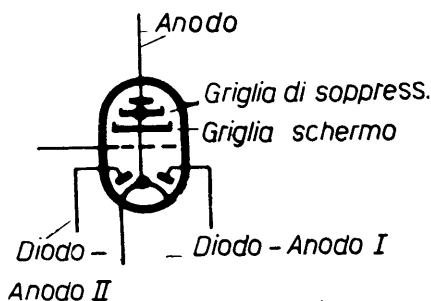 Anodo
Griglia di soppress.
Griglia schermo
Diodo - Anodo I
Diodo -
Anodo II